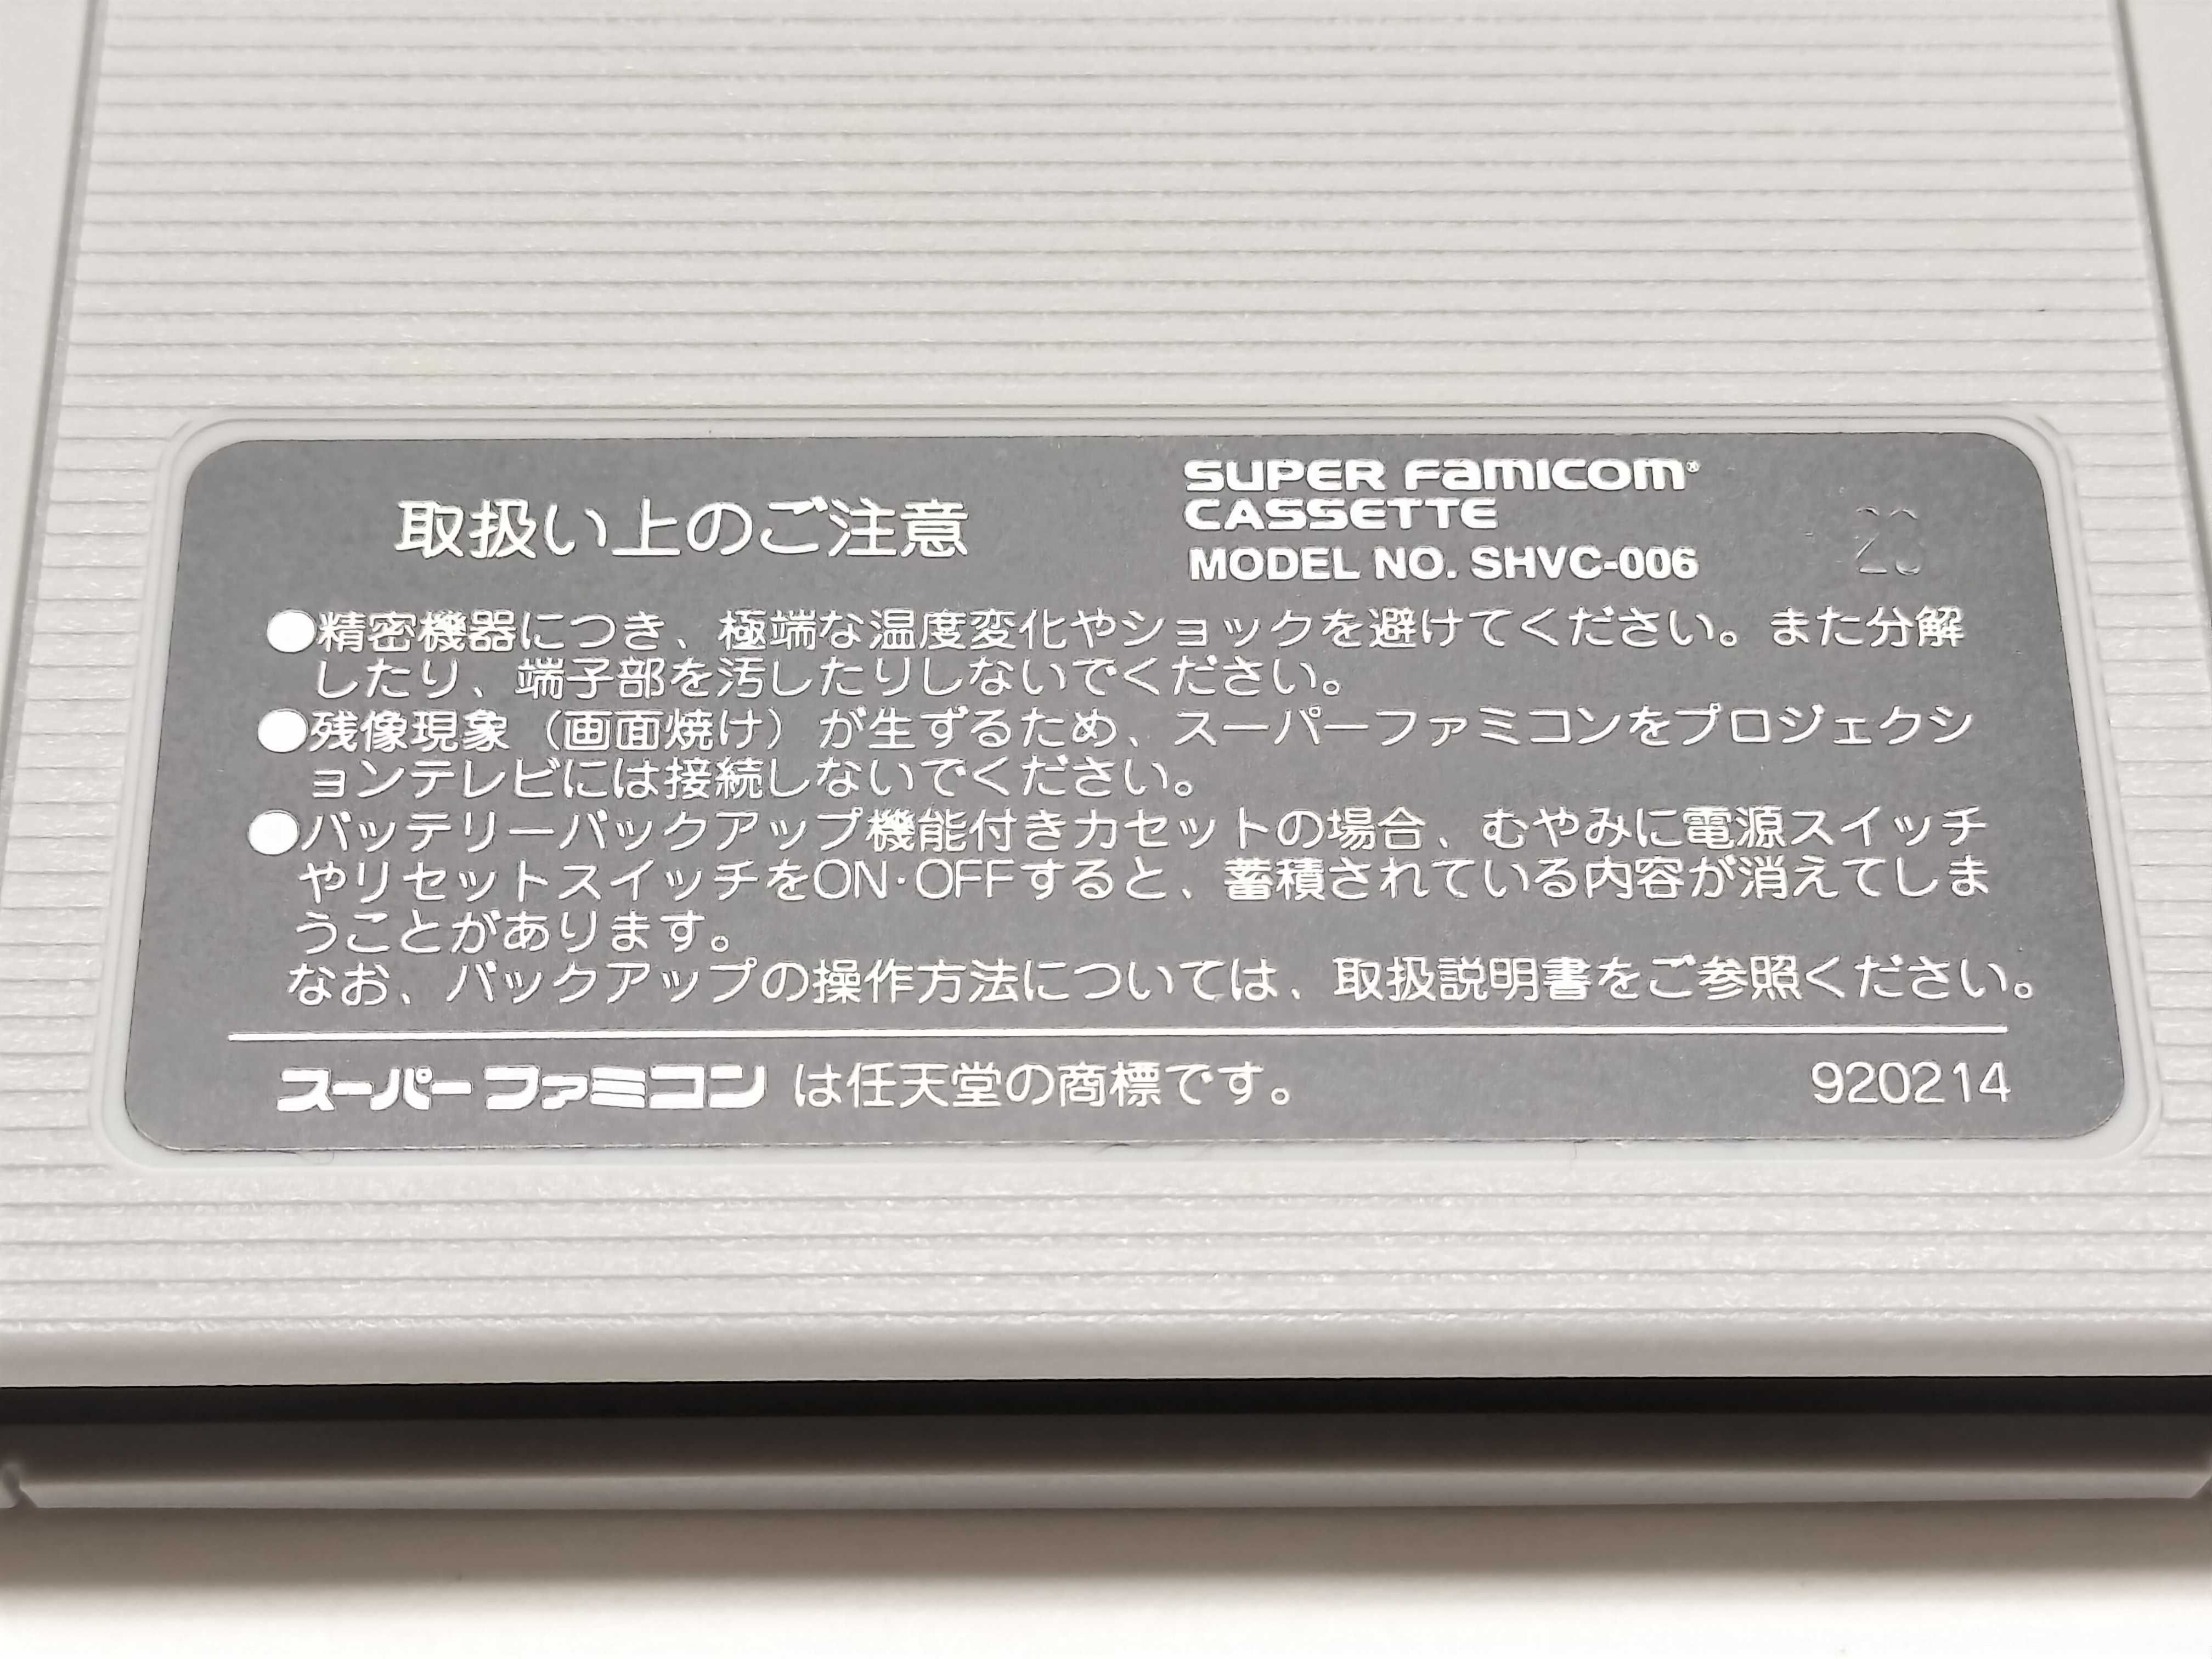 取扱い上のご注意
SUPER FAMICOM®
CASSETTE
MODEL NO. SHVC-006
●精密機器につき、極端な温度変化やショックを避けてください。また分解
したり、端子部を汚したりしないでください。
●残像現象（画面焼け）が生ずるため、スーパーファミコンをプロジェクシ
ョンテレビには接続しないでください。
●バッテリーバックアップ機能付きカセットの場合、むやみに電源スイッチ
やリセットスイッチをON･OFFすると、蓄積されている内容が消えてしま
うことがあります。
なお、バックアップの操作方法については、取扱説明書をご参照ください。
スーパーファミコン は任天堂の商標です。
920214